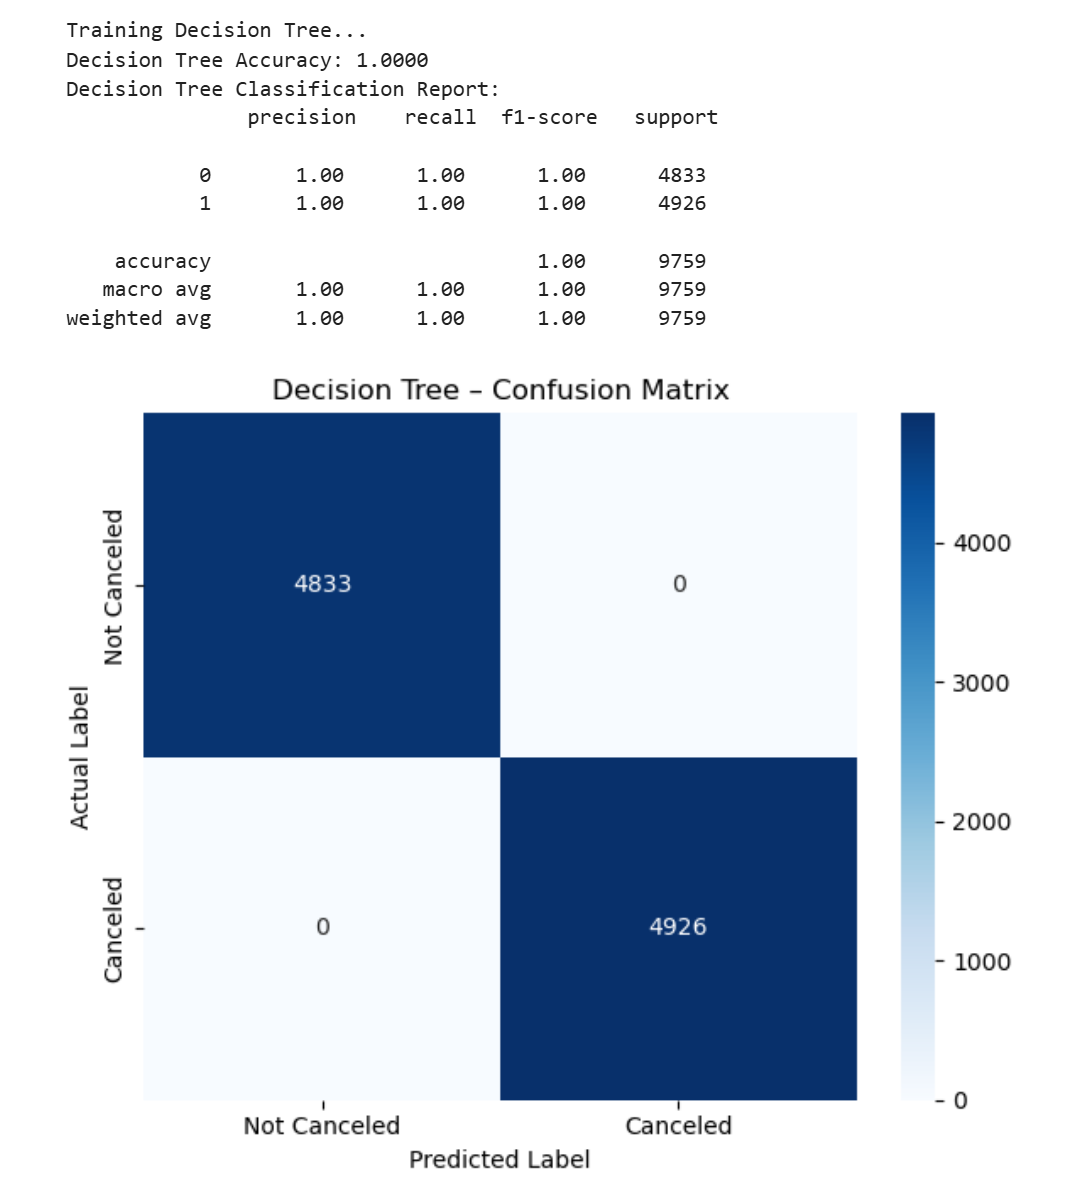 Training Decision Tree...
Decision Tree Accuracy: 1.0000
Decision Tree Classification Report:
precision recall f1-score support
0 1.00 1.00 1.00 4833
1 1.00 1.00 1.00 4926
accuracy 1.00 9759
macro avg 1.00 1.00 1.00 9759
weighted avg 1.00 1.00 1.00 9759
Decision Tree – Confusion Matrix
Actual Label
Not Canceled
Canceled
4833 0
0 4926
Not Canceled Canceled
Predicted Label
4000
3000
2000
1000
0